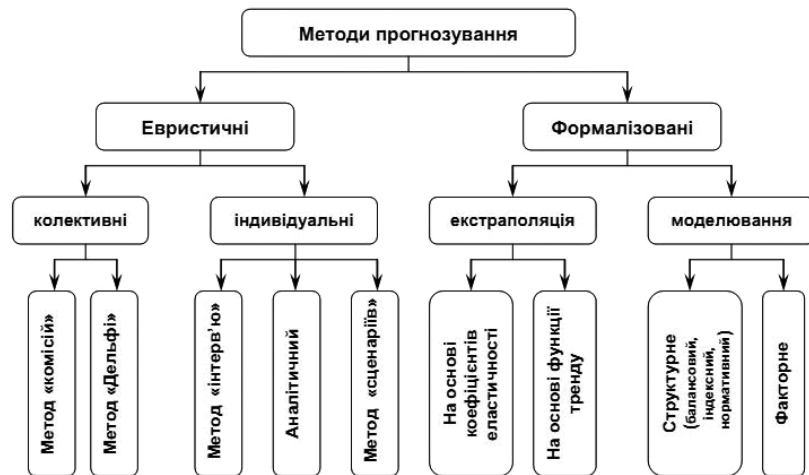 Методи прогнозування
Евристичні
Формалізовані
колективні
індивідуальні
екстраполяція
моделювання
Метод «комісій»
Метод «Дельфі»
Метод «інтерв'ю»
Аналітичний
Метод «сценаріїв»
На основі
коефіцієнтів
еластичності
На основі функції
тренду
Структурне
(балансовий,
індексний,
нормативний)
Факторне